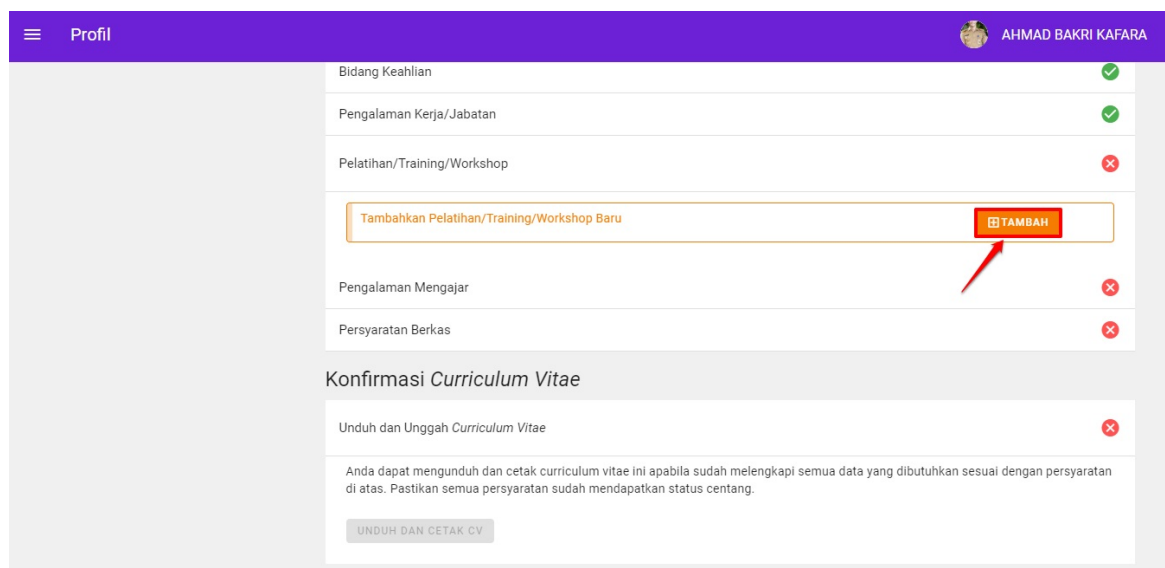 Profil
AHMAD BAKRI KAFARA
Bidang Keahlian
Pengalaman Kerja/Jabatan
Pelatihan/Training/Workshop
Tambahkan Pelatihan/Training/Workshop Baru
TAMBAH
Pengalaman Mengajar
Persyaratan Berkas
Konfirmasi Curriculum Vitae
Unduh dan Unggah Curriculum Vitae
Anda dapat mengunduh dan cetak curriculum vitae ini apabila sudah melengkapi semua data yang dibutuhkan sesuai dengan persyaratan
di atas. Pastikan semua persyaratan sudah mendapatkan status centang.
UNDUH DAN CETAK CV